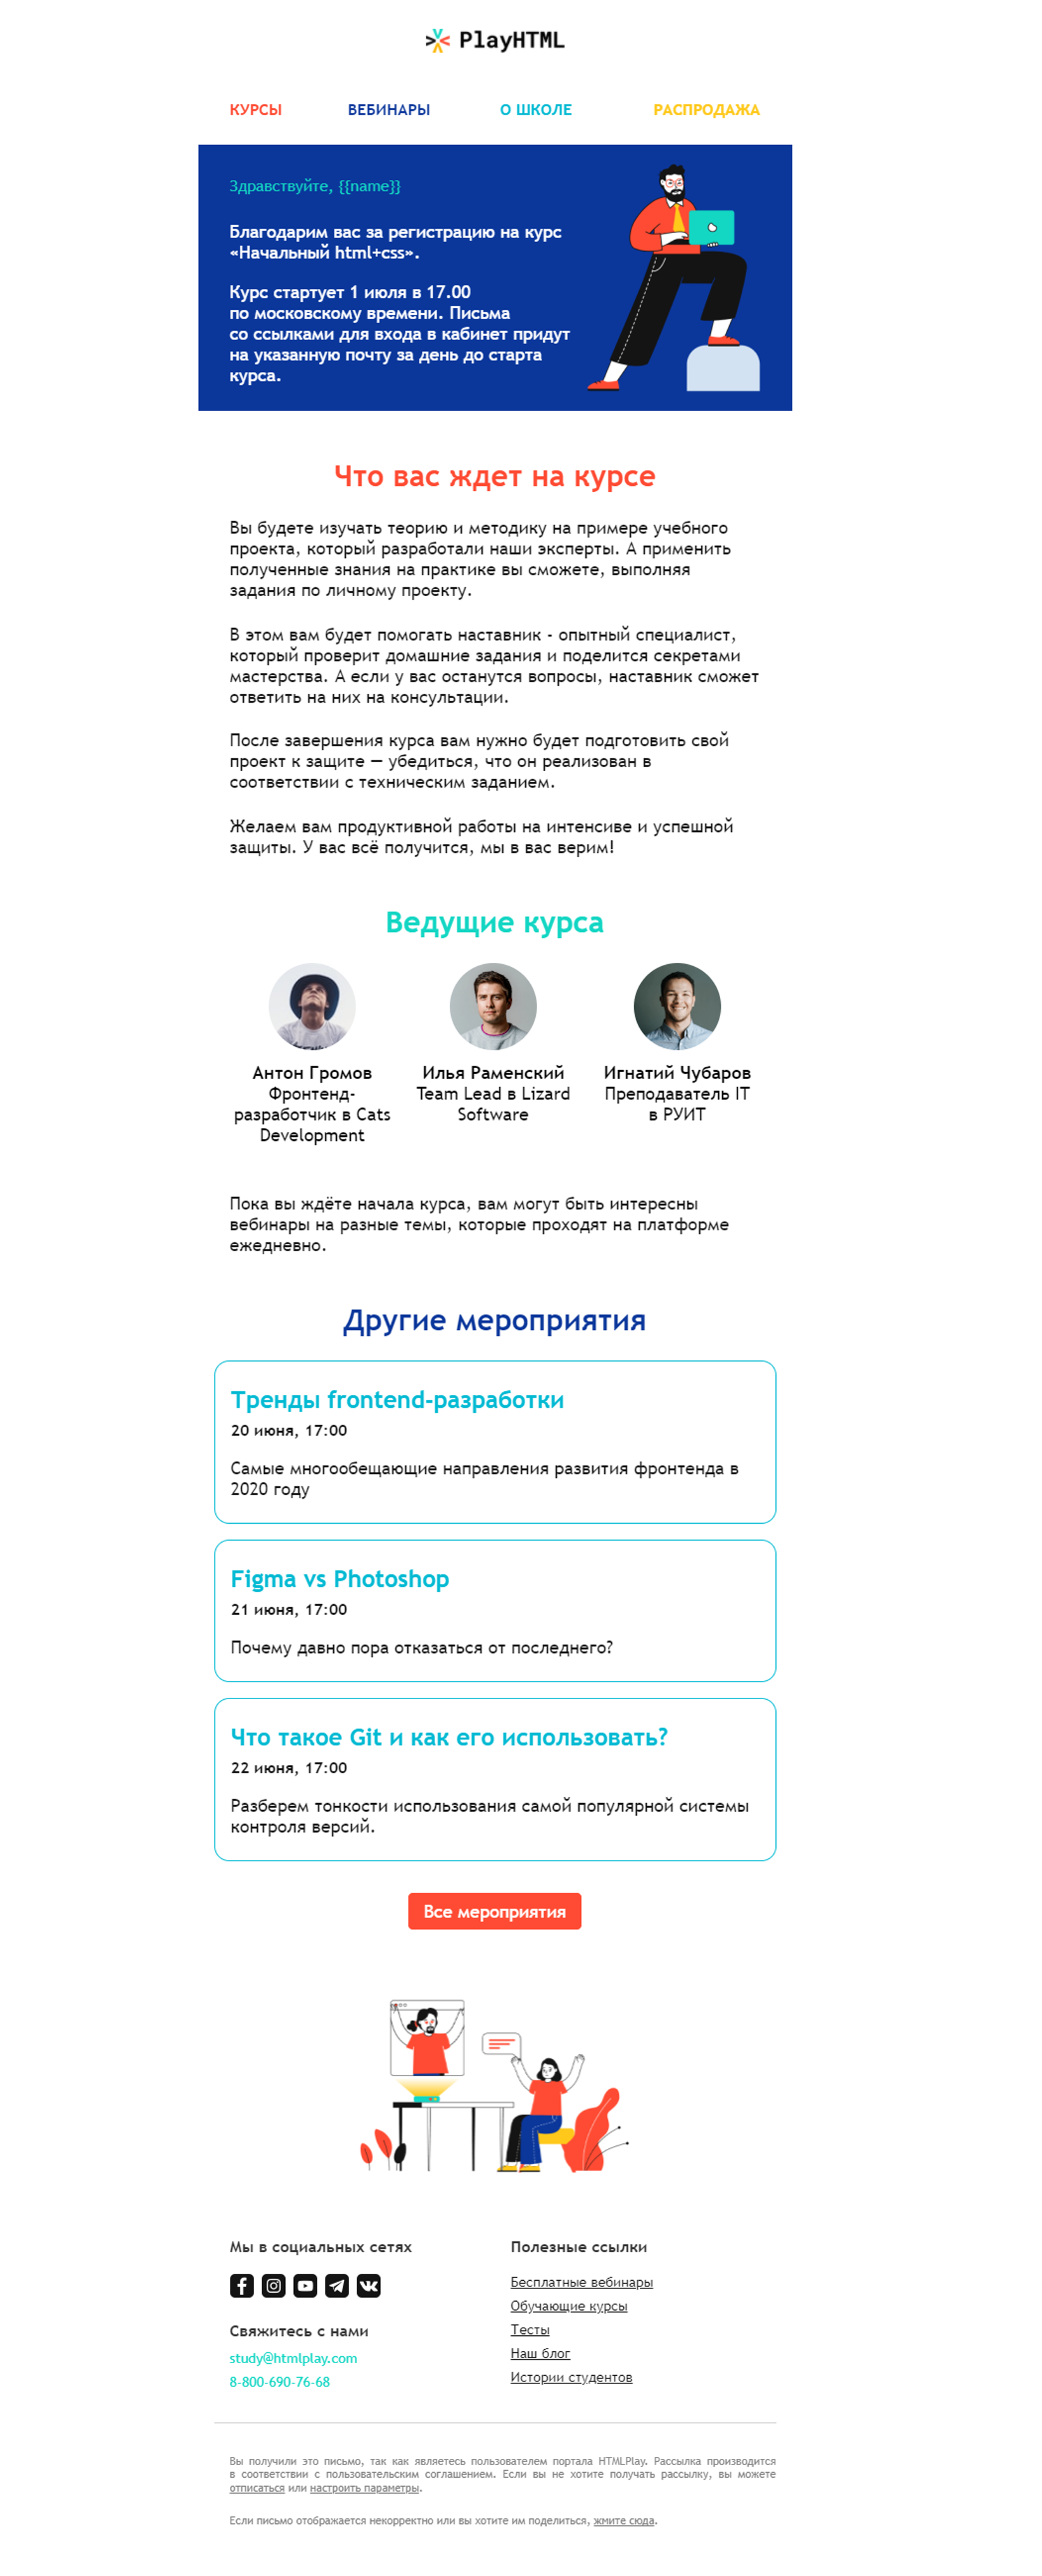 PlayHTML
КУРСЫ ВЕБИНАРЫ О ШКОЛЕ РАСПРОДАЖА
Здравствуйте, {{name}}
Благодарим вас за регистрацию на курс
«Начальный html+css».
Курс стартует 1 июля в 17.00
по московскому времени. Письма
со ссылками для входа в кабинет придут
на указанную почту за день до старта
курса.
Что вас ждет на курсе
Вы будете изучать теорию и методику на примере учебного
проекта, который разработали наши эксперты. А применить
полученные знания на практике вы сможете, выполняя
задания по личному проекту.
В этом вам будет помогать наставник - опытный специалист,
который проверит домашние задания и поделится секретами
мастерства. А если у вас останутся вопросы, наставник сможет
ответить на них на консультации.
После завершения курса вам нужно будет подготовить свой
проект к защите — убедиться, что он реализован в
соответствии с техническим заданием.
Желаем вам продуктивной работы на интенсиве и успешной
защиты. У вас всё получится, мы в вас верим!
Ведущие курса
Антон Громов
Фронтенд-
разработчик в Cats
Development
Илья Раменский
Team Lead в Lizard
Software
Игнатий Чубаров
Преподаватель IT
в РУИТ
Пока вы ждёте начала курса, вам могут быть интересны
вебинары на разные темы, которые проходят на платформе
ежедневно.
Другие мероприятия
Тренды frontend-разработки
20 июня, 17:00
Самые многообещающие направления развития фронтенда в
2020 году
Figma vs Photoshop
21 июня, 17:00
Почему давно пора отказаться от последнего?
Что такое Git и как его использовать?
22 июня, 17:00
Разберем тонкости использования самой популярной системы
контроля версий.
Все мероприятия
Мы в социальных сетях
Свяжитесь с нами
study@htmlplay.com
8-800-690-76-68
Полезные ссылки
Бесплатные вебинары
Обучающие курсы
Тесты
Наш блог
Истории студентов
Вы получили это письмо, так как являетесь пользователем портала HTMLPlay. Рассылка производится
в соответствии с пользовательским соглашением. Если вы не хотите получать рассылку, вы можете
отписаться или настроить параметры.
Если письмо отображается некорректно или вы хотите им поделиться, жмите сюда.